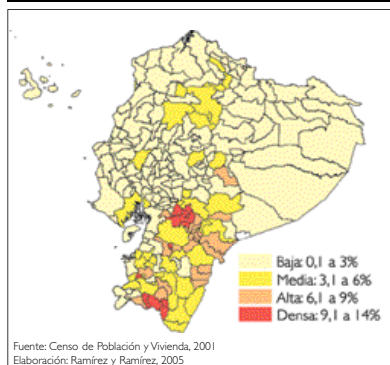 Baja: 0,1 a 3%
Media: 3,1 a 6%
Alta: 6,1 a 9%
Densa: 9,1 a 14%
Fuente: Censo de Población y Vivienda, 2001
Elaboración: Ramírez y Ramírez, 2005